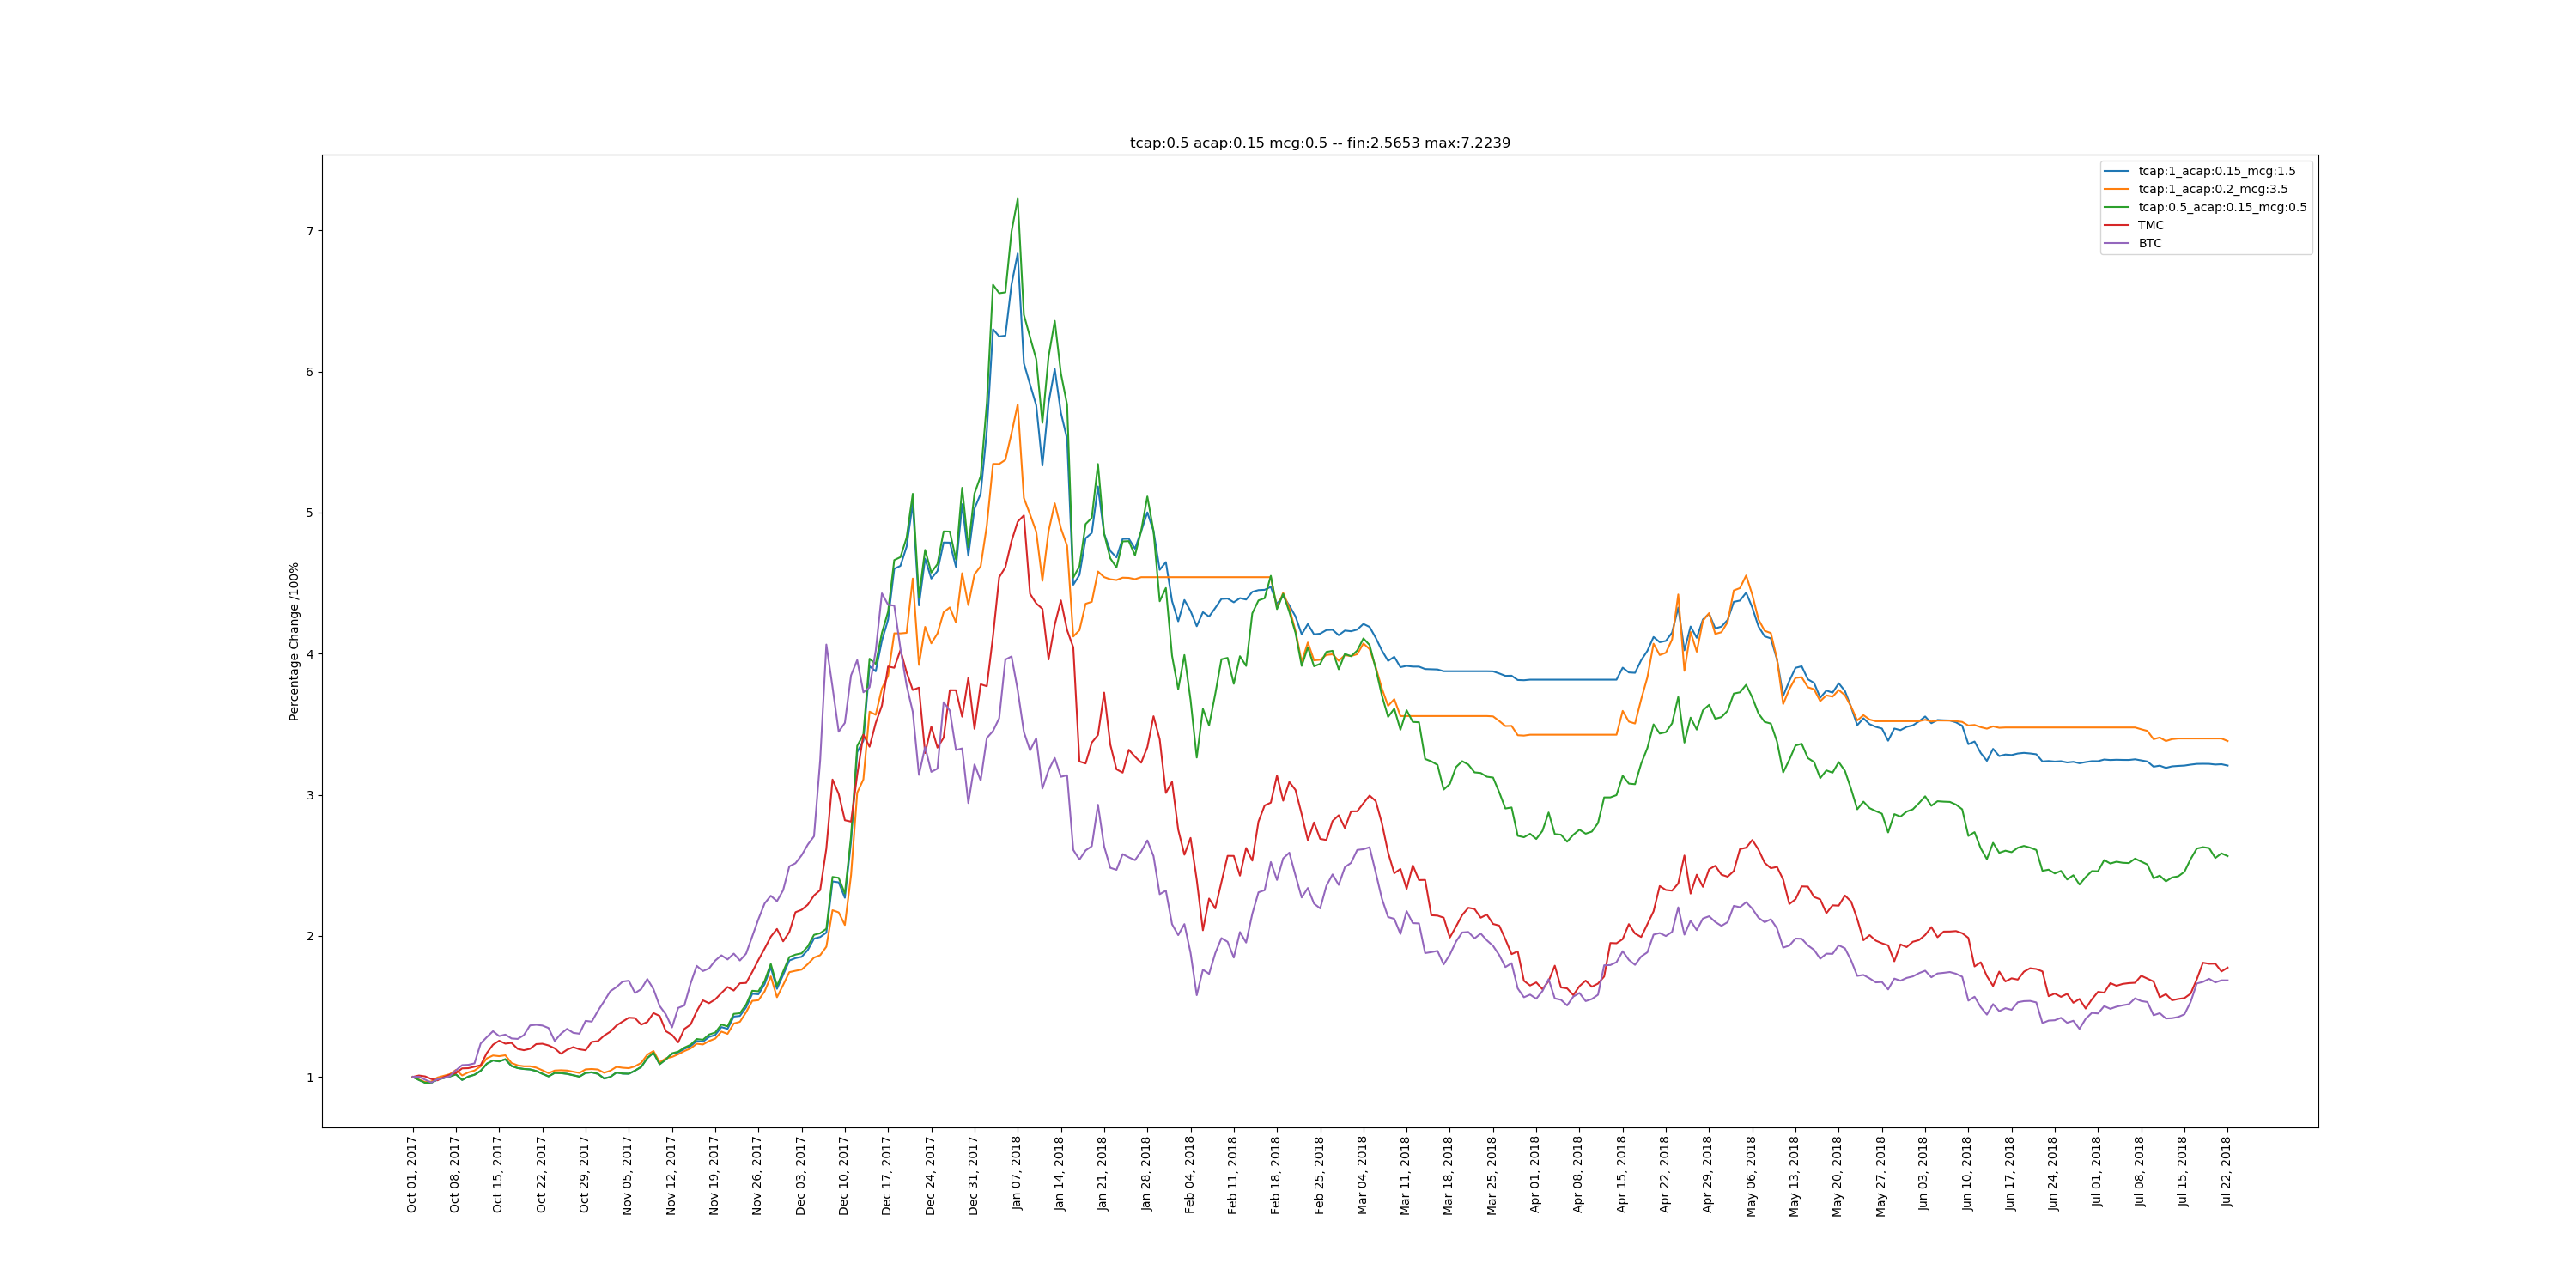 tcap:0.5 acap:0.15 mcg:0.5 -- fin:2.5653 max:7.2239
tcap:1_acap:0.15_mcg:1.5
tcap:1_acap:0.2_mcg:3.5
tcap:0.5_acap:0.15_mcg:0.5
TMC
BTC
Percentage Change /100%
7
6
5
4
3
2
1
Oct 01, 2017
Oct 08, 2017
Oct 15, 2017
Oct 22, 2017
Oct 29, 2017
Nov 05, 2017
Nov 12, 2017
Nov 19, 2017
Nov 26, 2017
Dec 03, 2017
Dec 10, 2017
Dec 17, 2017
Dec 24, 2017
Dec 31, 2017
Jan 07, 2018
Jan 14, 2018
Jan 21, 2018
Jan 28, 2018
Feb 04, 2018
Feb 11, 2018
Feb 18, 2018
Feb 25, 2018
Mar 04, 2018
Mar 11, 2018
Mar 18, 2018
Mar 25, 2018
Apr 01, 2018
Apr 08, 2018
Apr 15, 2018
Apr 22, 2018
Apr 29, 2018
May 06, 2018
May 13, 2018
May 20, 2018
May 27, 2018
Jun 03, 2018
Jun 10, 2018
Jun 17, 2018
Jun 24, 2018
Jul 01, 2018
Jul 08, 2018
Jul 15, 2018
Jul 22, 2018